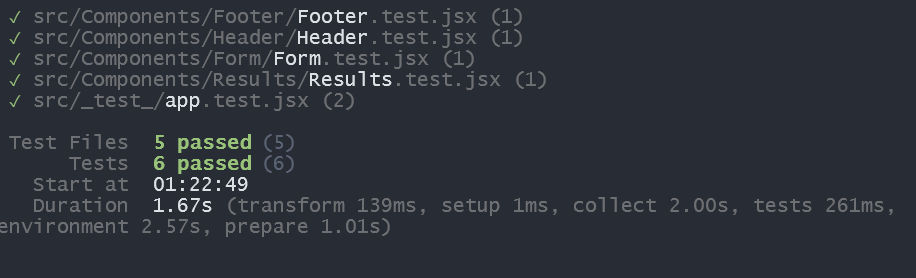 ✓ src/Components/Footer/Footer.test.jsx (1)
✓ src/Components/Header/Header.test.jsx (1)
✓ src/Components/Form/Form.test.jsx (1)
✓ src/Components/Results/Results.test.jsx (1)
✓ src/_test_/app.test.jsx (2)
Test Files 5 passed (5)
Tests 6 passed (6)
Start at 01:22:49
Duration 1.67s (transform 139ms, setup 1ms, collect 2.00s, tests 261ms,
environment 2.57s, prepare 1.01s)